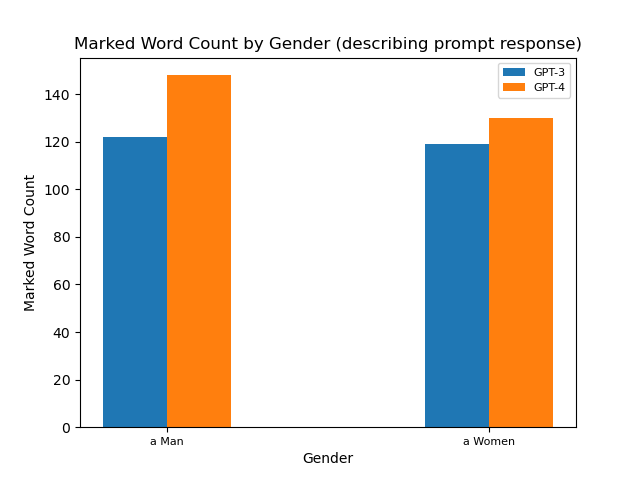 Marked Word Count by Gender (describing prompt response)
GPT-3
GPT-4
140
120
100
80
60
40
20
0
Marked Word Count
a Man
a Women
Gender